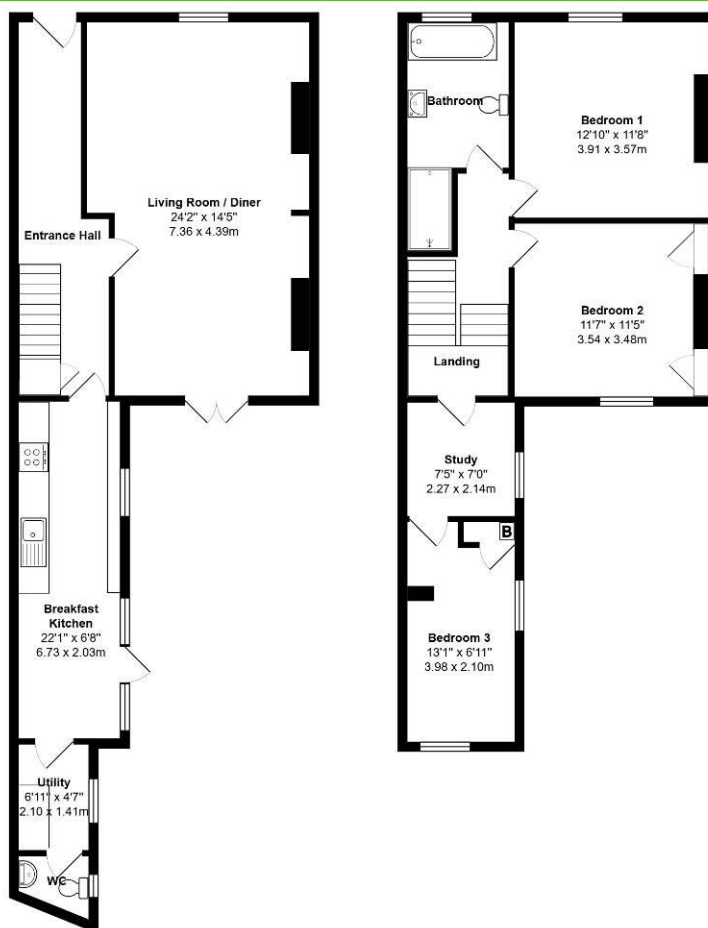 Living Room / Diner
24'2" x 14'5"
7.36 x 4.39m
Entrance Hall
Breakfast
Kitchen
22'1" x 6'8"
6.73 x 2.03m
Utility
6'11" x 4'7"
2.10 x 1.41m
WC
Bathroom
Bedroom 1
12'10" x 11'8"
3.91 x 3.57m
Bedroom 2
11'7" x 11'5"
3.54 x 3.48m
Landing
Study
7'5" x 7'0"
2.27 x 2.14m
B
Bedroom 3
13'1" x 6'11"
3.98 x 2.10m